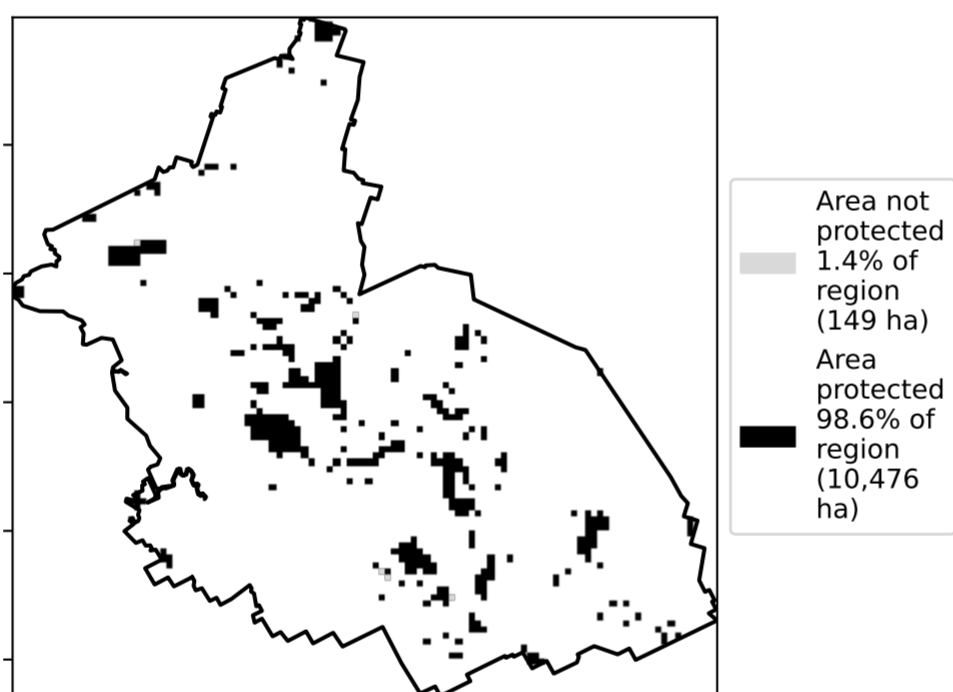 Area not
protected
1.4% of
region
(149 ha)
Area
protected
98.6% of
region
(10,476
ha)